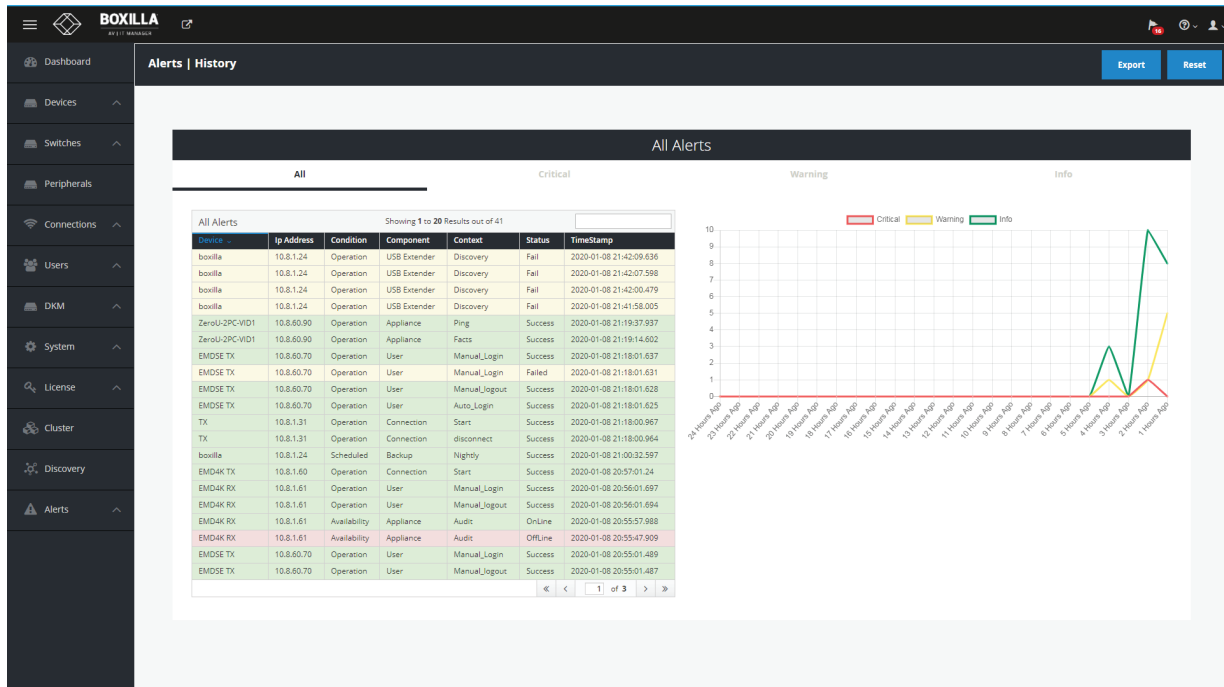 BOXILLA
AV | IT MANAGER
16
Dashboard
Devices
Switches
Peripherals
Connections
Users
DKM
System
License
Cluster
Discovery
Alerts
Alerts | History
Export
Reset
All Alerts
All Critical Warning Info
All Alerts Showing 1 to 20 Results out of 41
Device Ip Address Condition Component Context Status TimeStamp
boxilla 10.8.1.24 Operation USB Extender Discovery Fail 2020-01-08 21:42:09.636
boxilla 10.8.1.24 Operation USB Extender Discovery Fail 2020-01-08 21:42:07.598
boxilla 10.8.1.24 Operation USB Extender Discovery Fail 2020-01-08 21:42:00.479
boxilla 10.8.1.24 Operation USB Extender Discovery Fail 2020-01-08 21:41:58.005
ZeroU-2PC-VID1 10.8.60.90 Operation Appliance Ping Success 2020-01-08 21:19:37.937
ZeroU-2PC-VID1 10.8.60.90 Operation Appliance Facts Success 2020-01-08 21:19:14.602
EMDSE TX 10.8.60.70 Operation User Manual_Login Success 2020-01-08 21:18:01.637
EMDSE TX 10.8.60.70 Operation User Manual_Login Failed 2020-01-08 21:18:01.631
EMDSE TX 10.8.60.70 Operation User Manual_logout Success 2020-01-08 21:18:01.628
EMDSE TX 10.8.60.70 Operation User Auto_Login Success 2020-01-08 21:18:01.625
TX 10.8.1.31 Operation Connection Start Success 2020-01-08 21:18:00.967
TX 10.8.1.31 Operation Connection disconnect Success 2020-01-08 21:18:00.964
boxilla 10.8.1.24 Scheduled Backup Nightly Success 2020-01-08 21:00:32.597
EMD4K TX 10.8.1.60 Operation Connection Start Success 2020-01-08 20:57:01.24
EMD4K RX 10.8.1.61 Operation User Manual_Login Success 2020-01-08 20:56:01.697
EMD4K RX 10.8.1.61 Operation User Manual_logout Success 2020-01-08 20:56:01.694
EMD4K RX 10.8.1.61 Availability Appliance Audit OnLine 2020-01-08 20:55:57.988
EMD4K RX 10.8.1.61 Availability Appliance Audit OffLine 2020-01-08 20:55:47.909
EMDSE TX 10.8.60.70 Operation User Manual_Login Success 2020-01-08 20:55:01.489
EMDSE TX 10.8.60.70 Operation User Manual_logout Success 2020-01-08 20:55:01.487
1 of 3
Critical Warning Info
10
9
8
7
6
5
4
3
2
1
0
24 Hours Ago
23 Hours Ago
22 Hours Ago
21 Hours Ago
20 Hours Ago
19 Hours Ago
18 Hours Ago
17 Hours Ago
16 Hours Ago
15 Hours Ago
14 Hours Ago
13 Hours Ago
12 Hours Ago
11 Hours Ago
10 Hours Ago
9 Hours Ago
8 Hours Ago
7 Hours Ago
6 Hours Ago
5 Hours Ago
4 Hours Ago
3 Hours Ago
2 Hours Ago
1 Hours Ago